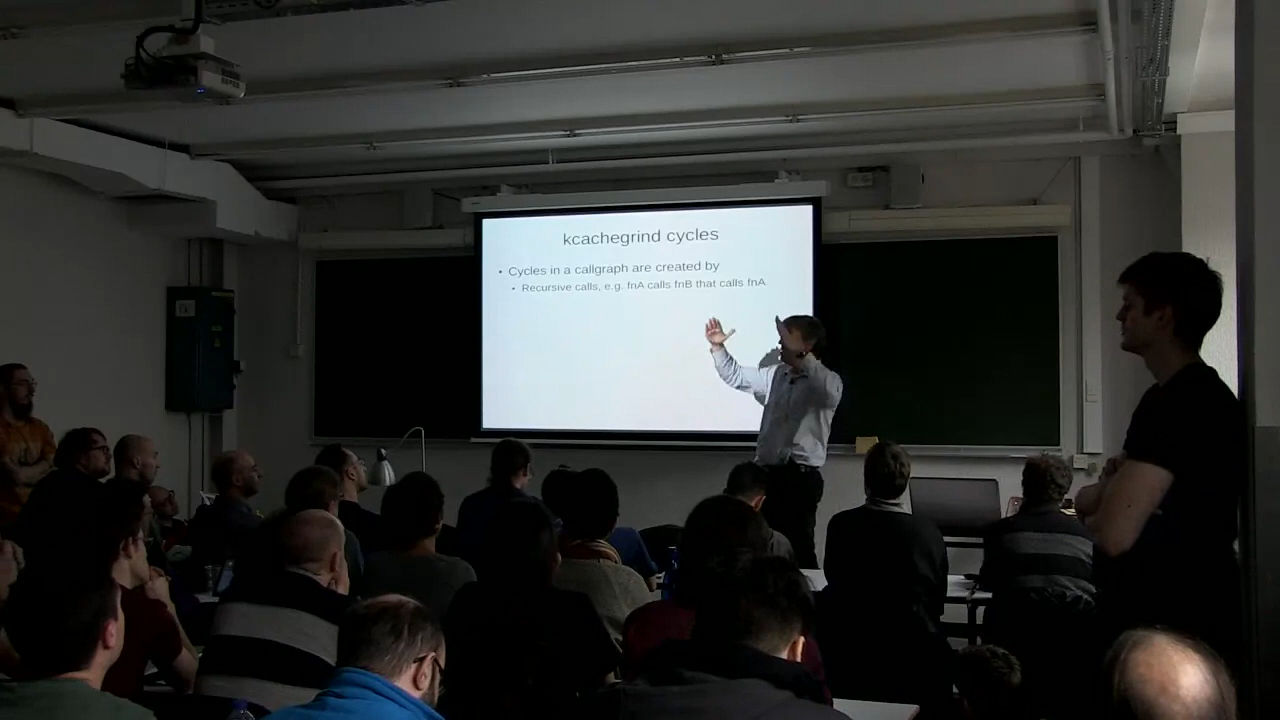 kcachegrind cycles
• Cycles in a callgraph are created by
• Recursive calls, e.g. fnA calls fnB that calls fnA